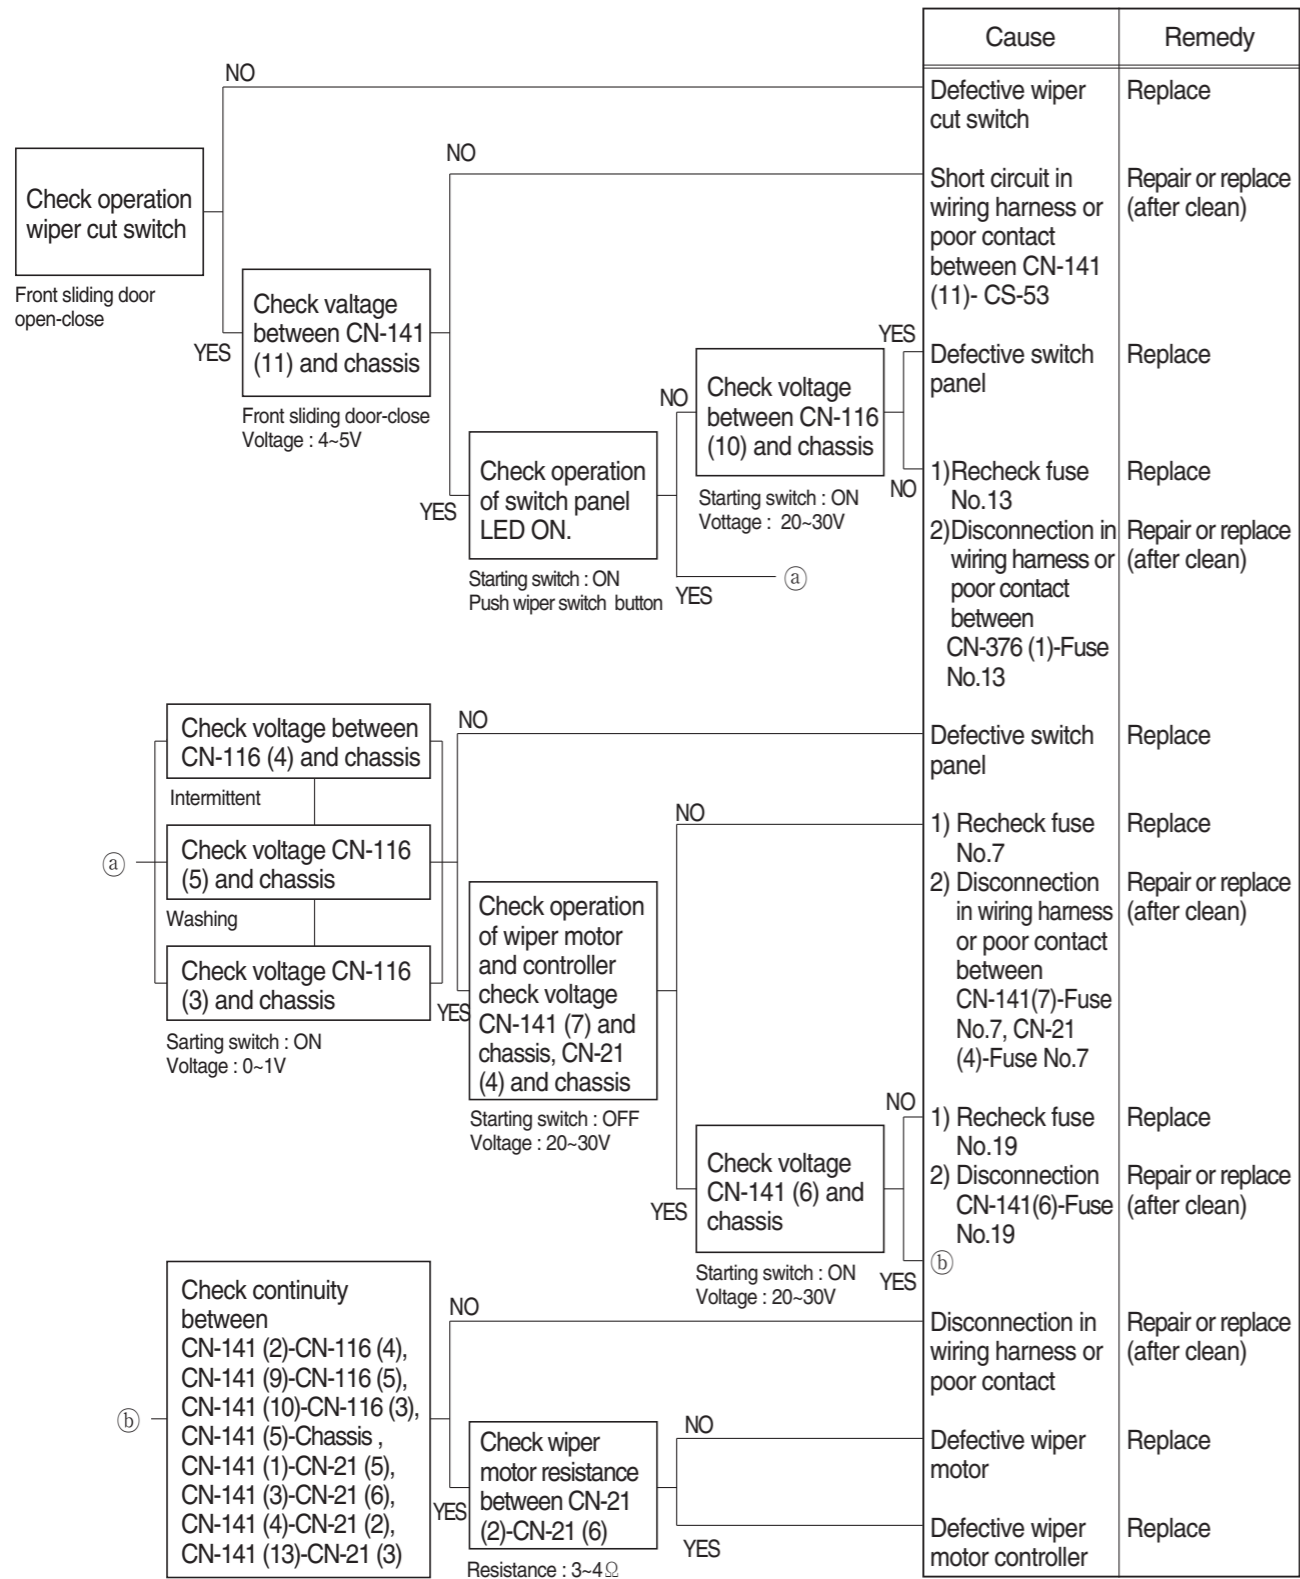 Cause
Remedy
NO
Defective wiper
cut switch
Replace
Check operation
wiper cut switch
Front sliding door
open-close
YES
NO
Short circuit in
wiring harness or
poor contact
between CN-141
(11)- CS-53
Repair or replace
(after clean)
Check valtage
between CN-141
(11) and chassis
Front sliding door-close
Voltage : 4~5V
YES
Check operation
of switch panel
LED ON.
Starting switch : ON
Push wiper switch button
NO
Check voltage
between CN-116
(10) and chassis
Starting switch : ON
Vottage : 20~30V
YES
Defective switch
panel
Replace
NO
1)Recheck fuse
No.13
Replace
2)Disconnection in
wiring harness or
poor contact
between
CN-376 (1)-Fuse
No.13
Repair or replace
(after clean)
YES
ⓐ
ⓐ
Check voltage between
CN-116 (4) and chassis
Intermittent
Check voltage CN-116
(5) and chassis
Washing
Check voltage CN-116
(3) and chassis
Sarting switch : ON
Voltage : 0~1V
NO
Defective switch
panel
Replace
YES
Check operation
of wiper motor
and controller
check voltage
CN-141 (7) and
chassis, CN-21
(4) and chassis
Starting switch : OFF
Voltage : 20~30V
NO
1) Recheck fuse
No.7
Replace
2) Disconnection
in wiring harness
or poor contact
between
CN-141(7)-Fuse
No.7, CN-21
(4)-Fuse No.7
Repair or replace
(after clean)
YES
Check voltage
CN-141 (6) and
chassis
Starting switch : ON
Voltage : 20~30V
NO
1) Recheck fuse
No.19
Replace
2) Disconnection
CN-141(6)-Fuse
No.19
Repair or replace
(after clean)
YES
ⓑ
ⓑ
Check continuity
between
CN-141 (2)-CN-116 (4),
CN-141 (9)-CN-116 (5),
CN-141 (10)-CN-116 (3),
CN-141 (5)-Chassis ,
CN-141 (1)-CN-21 (5),
CN-141 (3)-CN-21 (6),
CN-141 (4)-CN-21 (2),
CN-141 (13)-CN-21 (3)
NO
Disconnection in
wiring harness or
poor contact
Repair or replace
(after clean)
YES
Check wiper
motor resistance
between CN-21
(2)-CN-21 (6)
Resistance : 3~4Ω
NO
Defective wiper
motor
Replace
YES
Defective wiper
motor controller
Replace